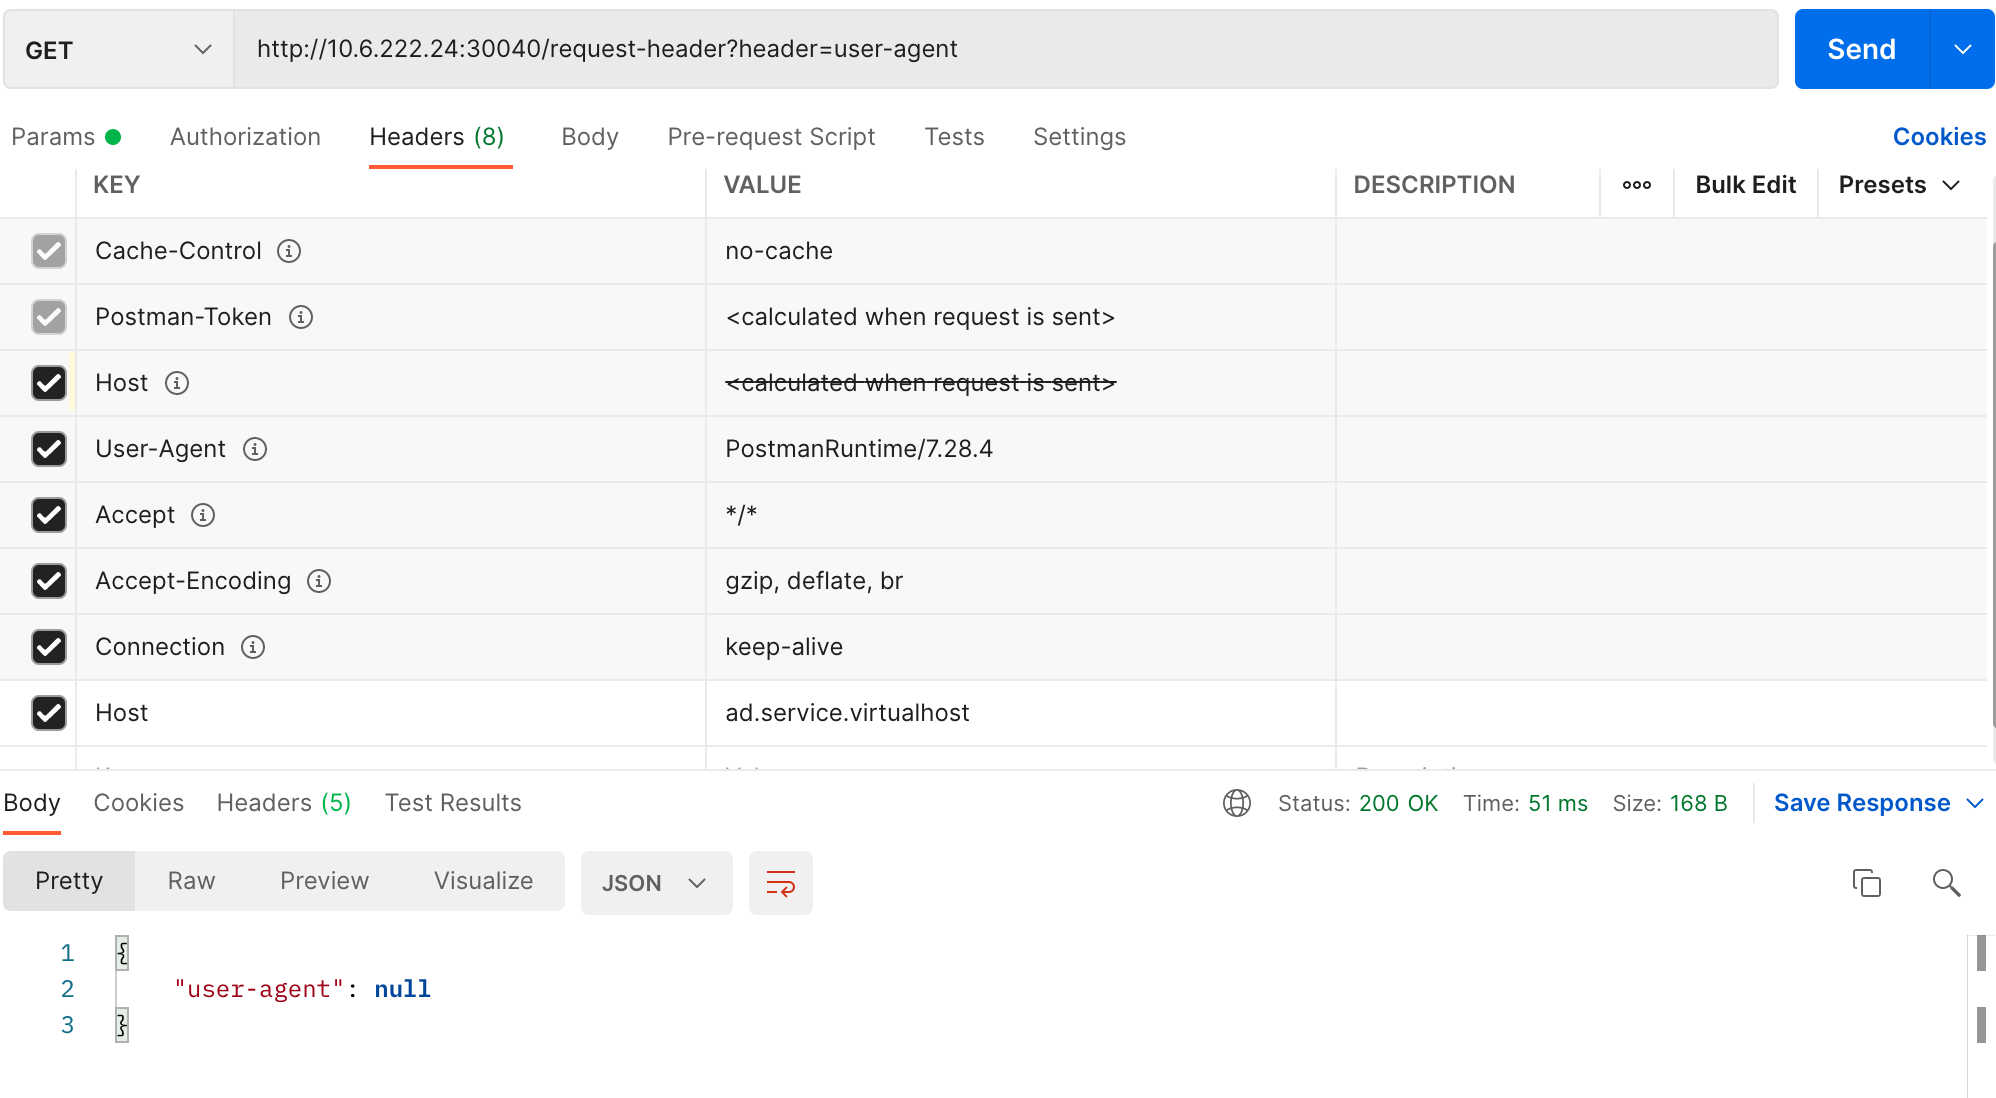 GET http://10.6.222.24:30040/request-header?header=user-agent Send
Params Authorization Headers (8) Body Pre-request Script Tests Settings Cookies
KEY VALUE DESCRIPTION ooo Bulk Edit Presets
Cache-Control no-cache
Postman-Token <calculated when request is sent>
Host <calculated when request is sent>
User-Agent PostmanRuntime/7.28.4
Accept */*
Accept-Encoding gzip, deflate, br
Connection keep-alive
Host ad.service.virtualhost
Body Cookies Headers (5) Test Results Status: 200 OK Time: 51 ms Size: 168 B Save Response
Pretty Raw Preview Visualize JSON
1 {
2 "user-agent": null
3 }